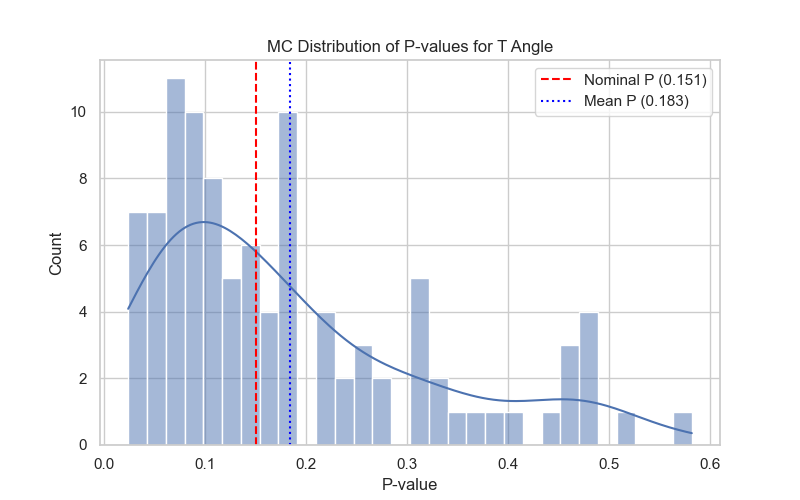 MC Distribution of P-values for T Angle
Nominal P (0.151)
Mean P (0.183)
Count
10
8
6
4
2
0
0.0 0.1 0.2 0.3 0.4 0.5 0.6
P-value